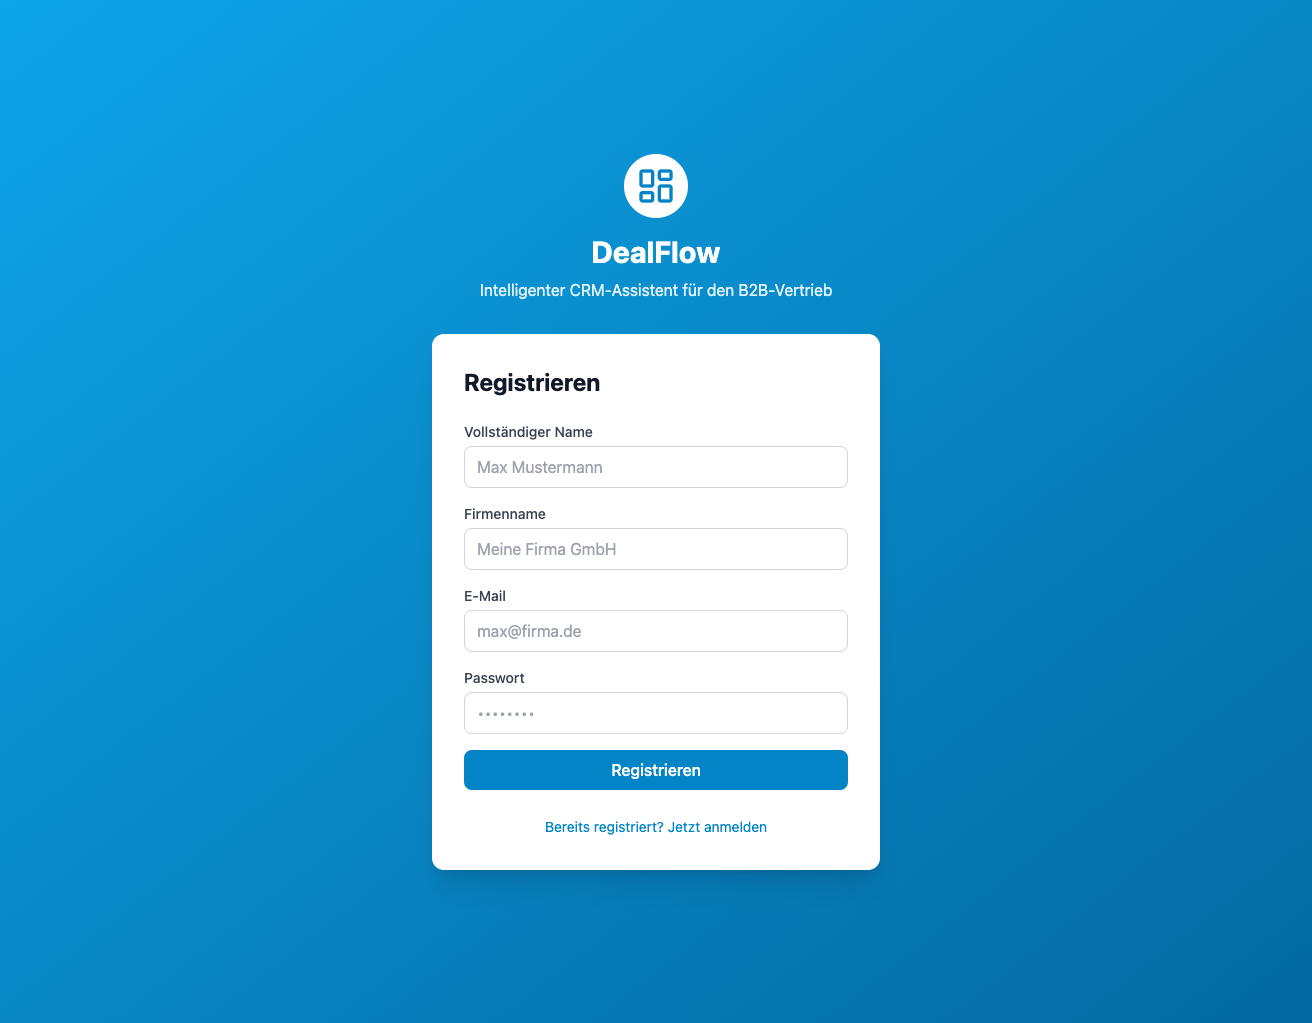 DealFlow
Intelligenter CRM-Assistent für den B2B-Vertrieb
Registrieren
Vollständiger Name
Max Mustermann
Firmenname
Meine Firma GmbH
E-Mail
max@firma.de
Passwort
••••••••
Registrieren
Bereits registriert? Jetzt anmelden